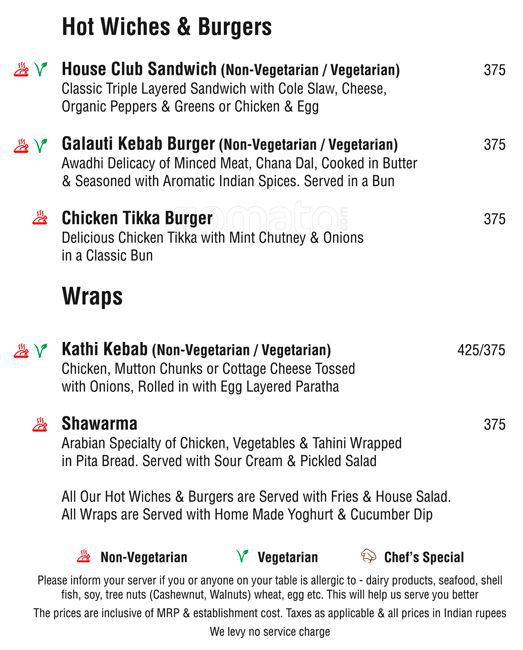 Hot Wiches & Burgers
House Club Sandwich (Non-Vegetarian / Vegetarian) 375
Classic Triple Layered Sandwich with Cole Slaw, Cheese,
Organic Peppers & Greens or Chicken & Egg
Galauti Kebab Burger (Non-Vegetarian / Vegetarian) 375
Awadhi Delicacy of Minced Meat, Chana Dal, Cooked in Butter
& Seasoned with Aromatic Indian Spices. Served in a Bun
zomato.com
Chicken Tikka Burger 375
Delicious Chicken Tikka with Mint Chutney & Onions
in a Classic Bun
Wraps
Kathi Kebab (Non-Vegetarian / Vegetarian) 425/375
Chicken, Mutton Chunks or Cottage Cheese Tossed
with Onions, Rolled in with Egg Layered Paratha
Shawarma 375
Arabian Specialty of Chicken, Vegetables & Tahini Wrapped
in Pita Bread. Served with Sour Cream & Pickled Salad
All Our Hot Wiches & Burgers are Served with Fries & House Salad.
All Wraps are Served with Home Made Yoghurt & Cucumber Dip
Non-Vegetarian Vegetarian Chef's Special
Please inform your server if you or anyone on your table is allergic to - dairy products, seafood, shell
fish, soy, tree nuts (Cashewnut, Walnuts) wheat, egg etc. This will help us serve you better
The prices are inclusive of MRP & establishment cost. Taxes as applicable & all prices in Indian rupees
We levy no service charge